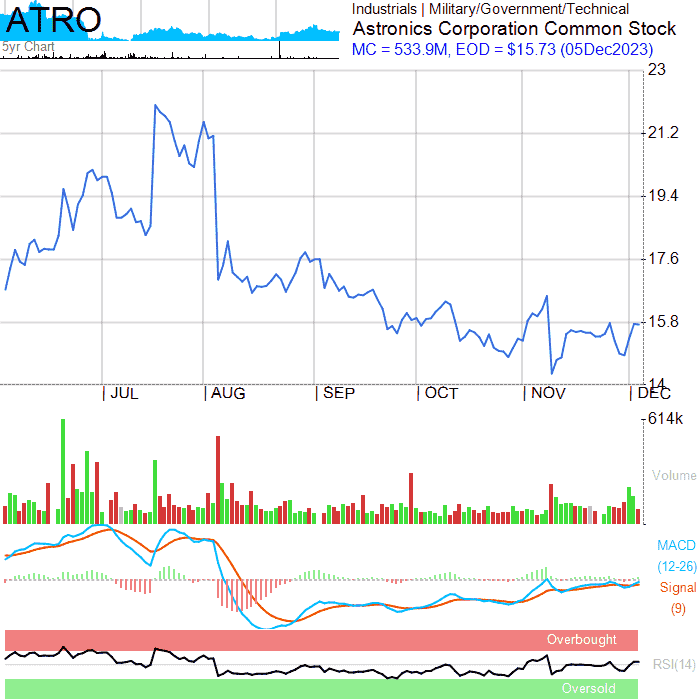 ATRO
5yr Chart
Industrials | Military/Government/Technical
Astronics Corporation Common Stock
MC = 533.9M, EOD = $15.73 (05Dec2023)
23
21.2
19.4
17.6
15.8
14
| JUL | AUG | SEP | OCT | NOV | DEC
614k
Volume
MACD
(12-26)
Signal
(9)
Overbought
RSI(14)
Oversold